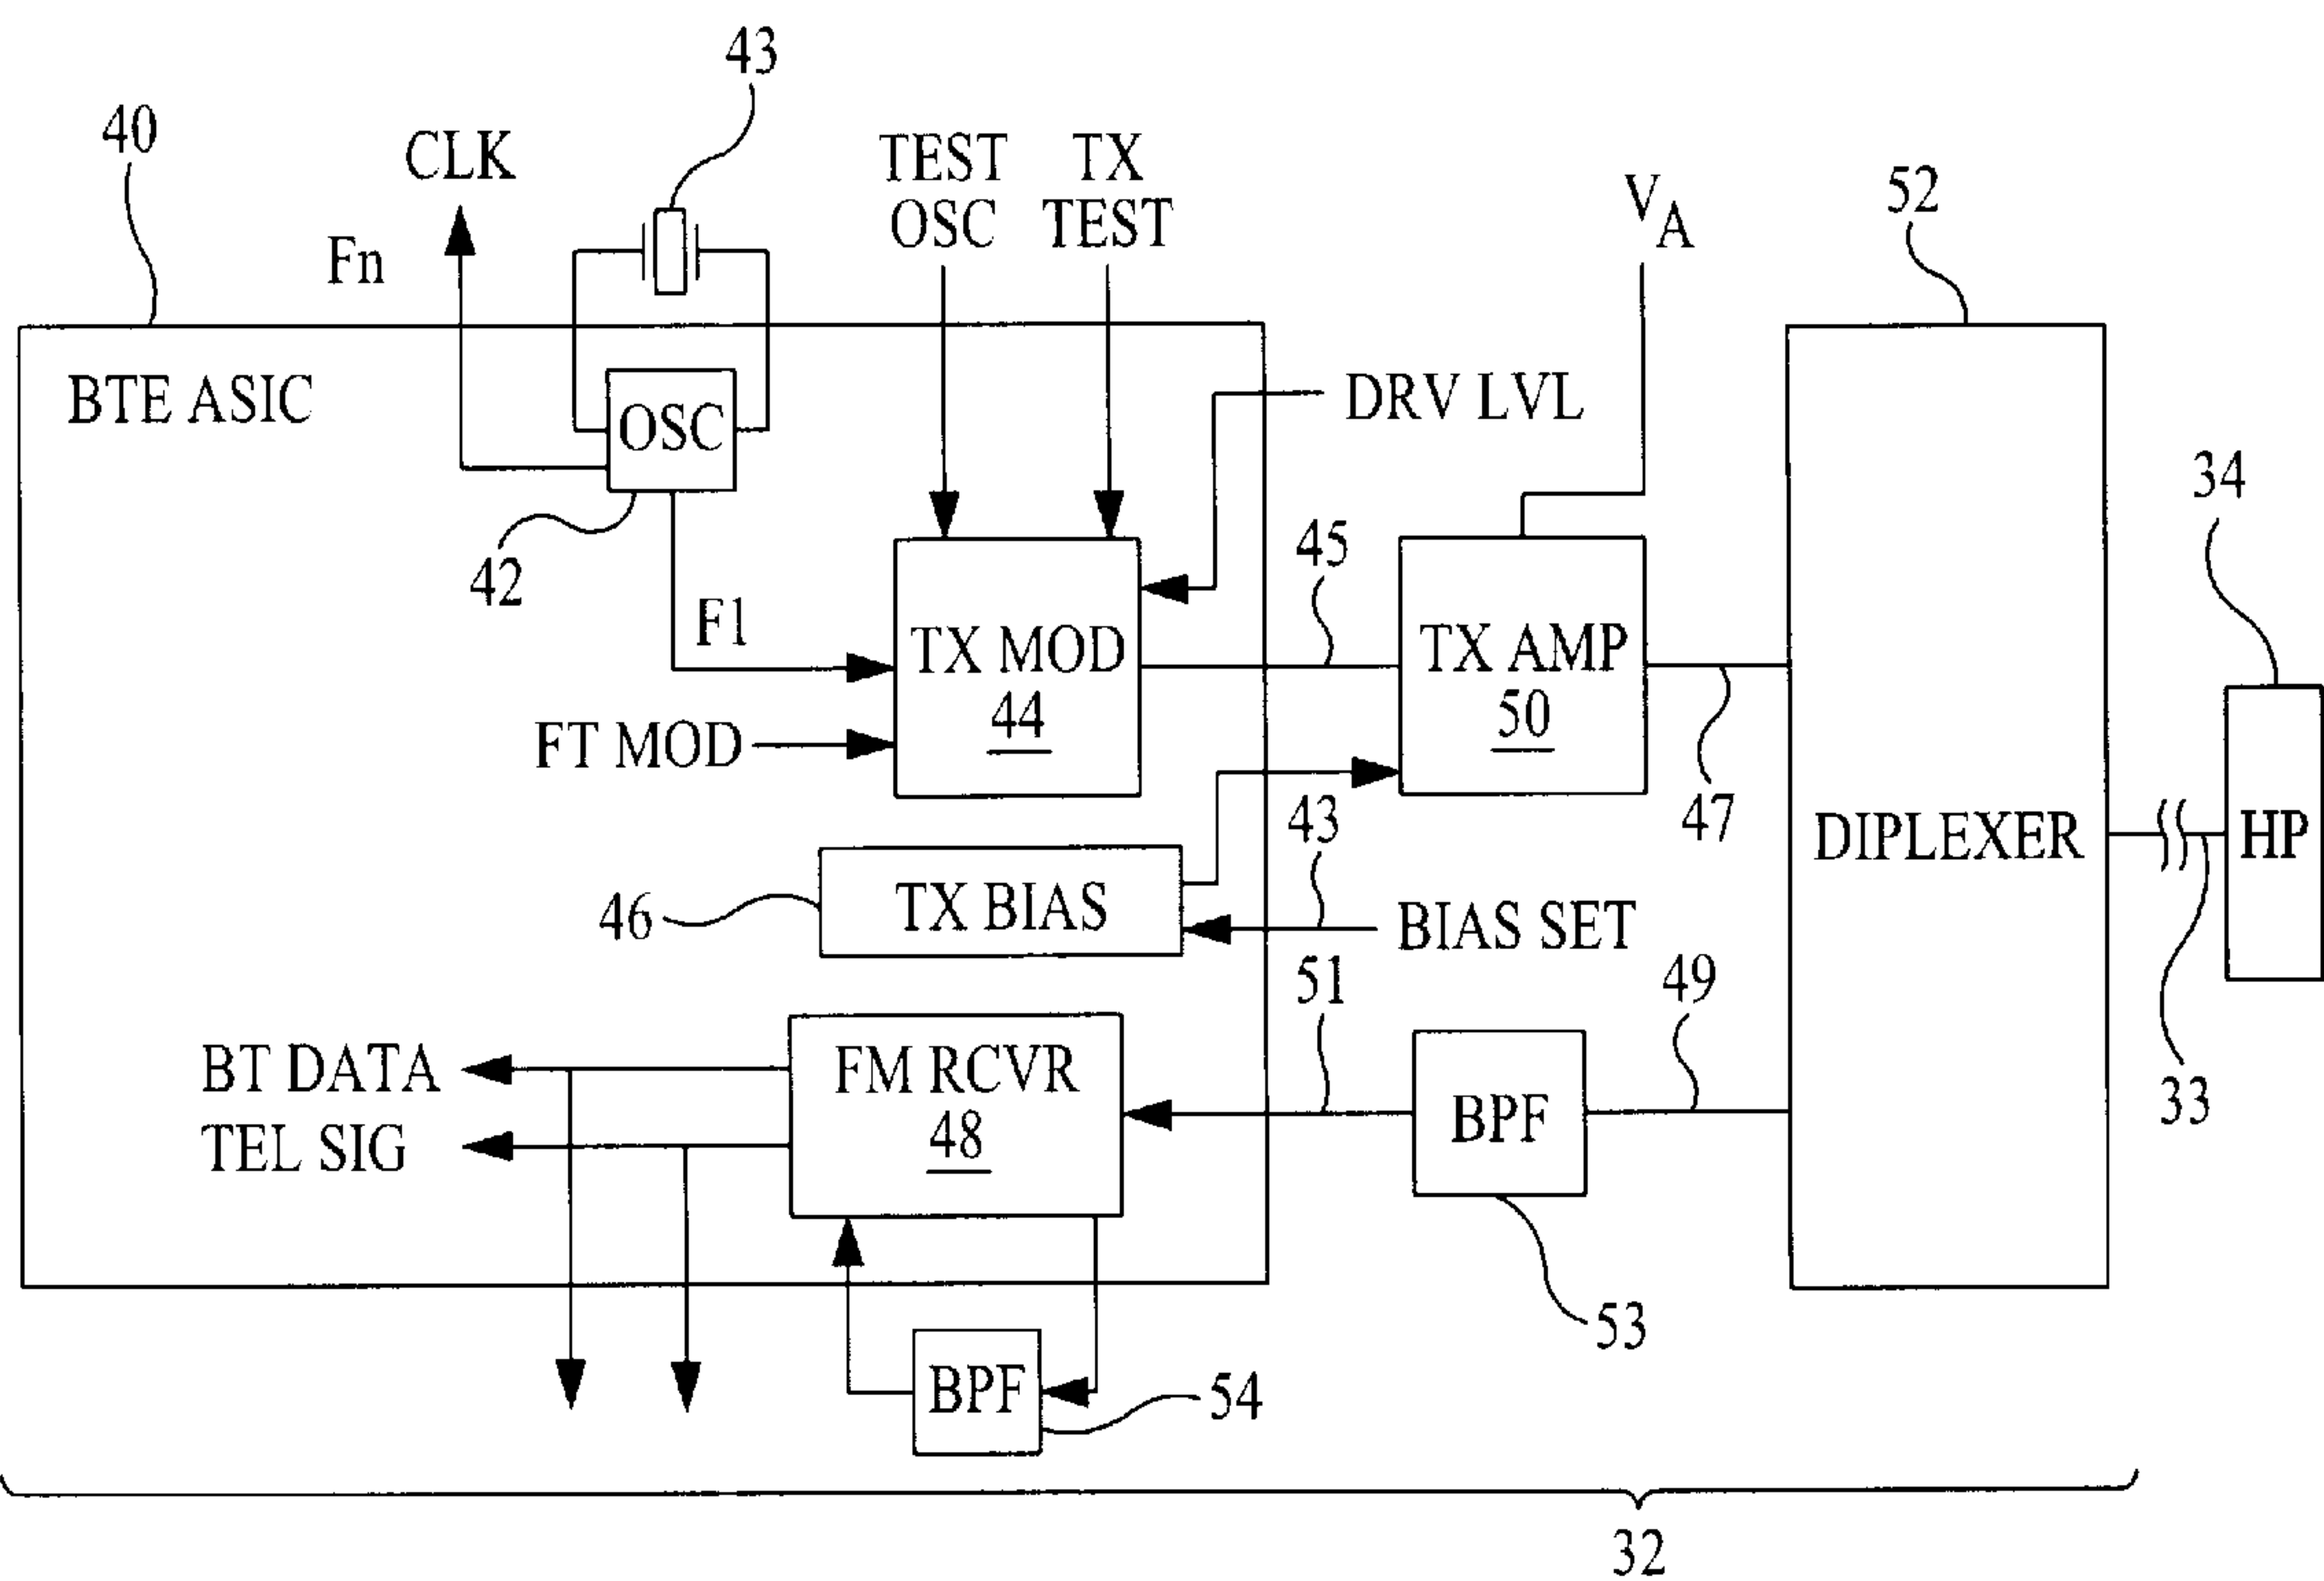 43
40
CLK
TEST
OSC
TX
TEST
Fn
V
A
52
BTE ASIC
OSC
DRV LVL
34
42
45
F1
TX MOD
44
TX AMP
50
FT MOD
47
43
DIPLEXER
HP
46
TX BIAS
BIAS SET
51
49
33
BT DATA
TEL SIG
FM RCVR
48
BPF
53
BPF
54
32